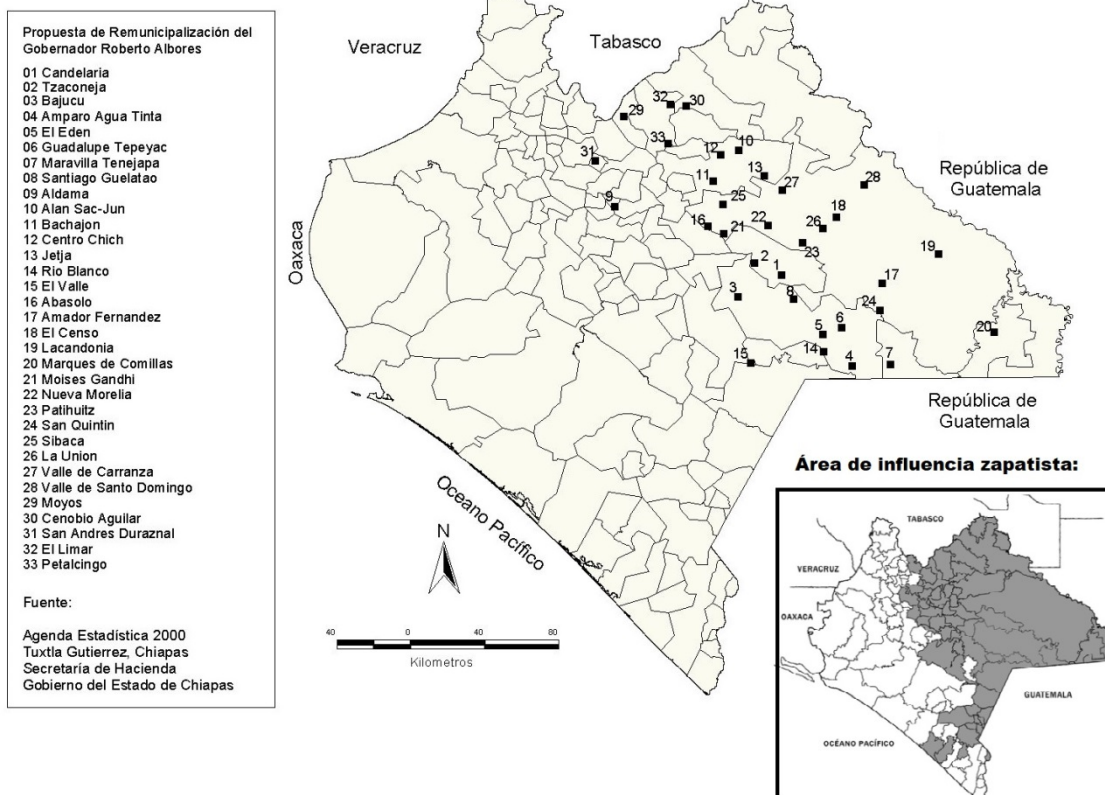 Propuesta de Remunicipalización del
Gobernador Roberto Albores
01 Candelaria
02 Tzaconeja
03 Bajucu
04 Amparo Agua Tinta
05 El Eden
06 Guadalupe Tepeyac
07 Maravilla Tenejapa
08 Santiago Guelatao
09 Aldama
10 Alan Sac-Jun
11 Bachajon
12 Centro Chich
13 Jetja
14 Rio Blanco
15 El Valle
16 Abasolo
17 Amador Fernandez
18 El Censo
19 Lacandonia
20 Marques de Comillas
21 Moises Gandhi
22 Nueva Morelia
23 Patihuitz
24 San Quintin
25 Sibaca
26 La Union
27 Valle de Carranza
28 Valle de Santo Domingo
29 Moyos
30 Cenobio Aguilar
31 San Andres Duraznal
32 El Limar
33 Petalcingo
Fuente:
Agenda Estadística 2000
Tuxtla Gutierrez, Chiapas
Secretaría de Hacienda
Gobierno del Estado de Chiapas
Veracruz
Tabasco
Oaxaca
República de
Guatemala
República de
Guatemala
Oceano Pacífico
32
30
29
33
12
10
31
11
13
27
28
9
25
16
21
22
26
18
23
19
2
1
17
3
8
24
6
5
20
14
15
4
7
N
40
0
40
80
Kilometros
Área de influencia zapatista:
TABASCO
VERACRUZ
OAXACA
GUATEMALA
OCÉANO PACÍFICO